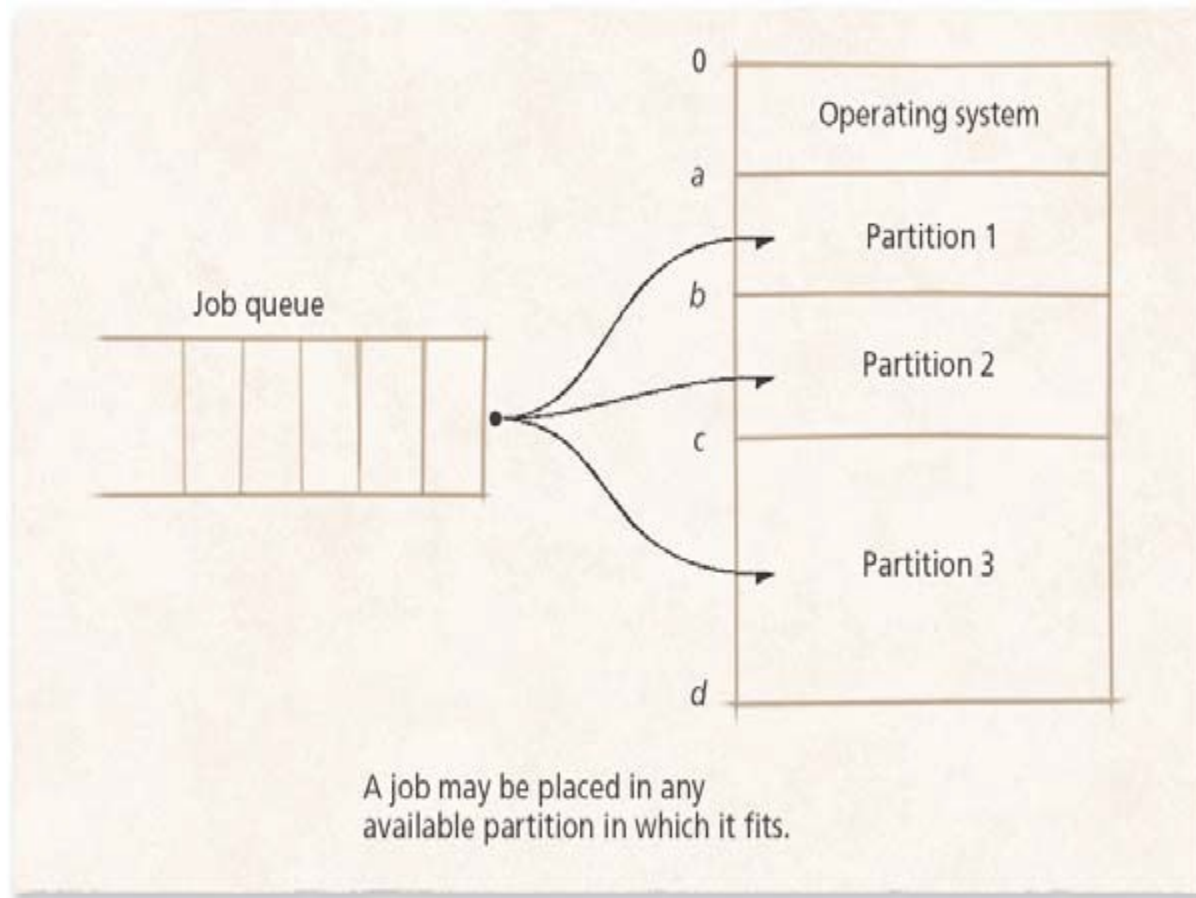 0
Operating system
a
Partition 1
b
Job queue
Partition 2
c
Partition 3
d
A job may be placed in any
available partition in which it fits.